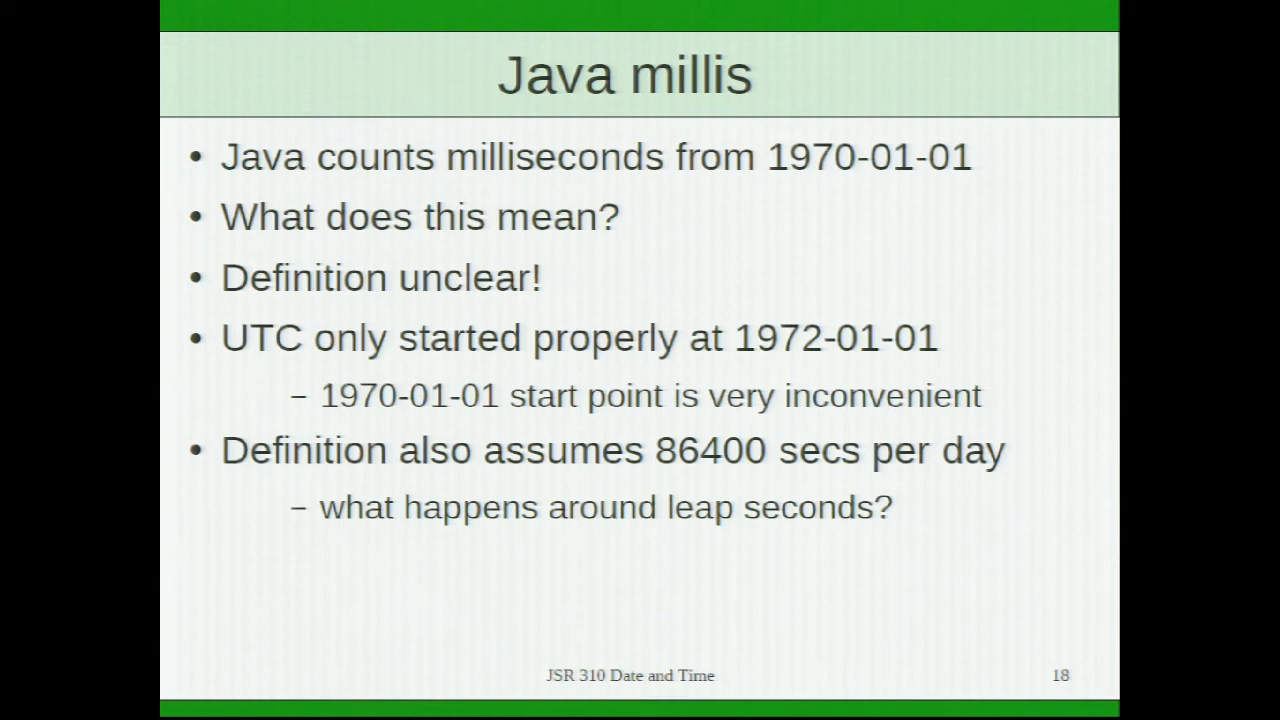 Java millis
• Java counts milliseconds from 1970-01-01
• What does this mean?
• Definition unclear!
• UTC only started properly at 1972-01-01
– 1970-01-01 start point is very inconvenient
• Definition also assumes 86400 secs per day
– what happens around leap seconds?
JSR 310 Date and Time
18